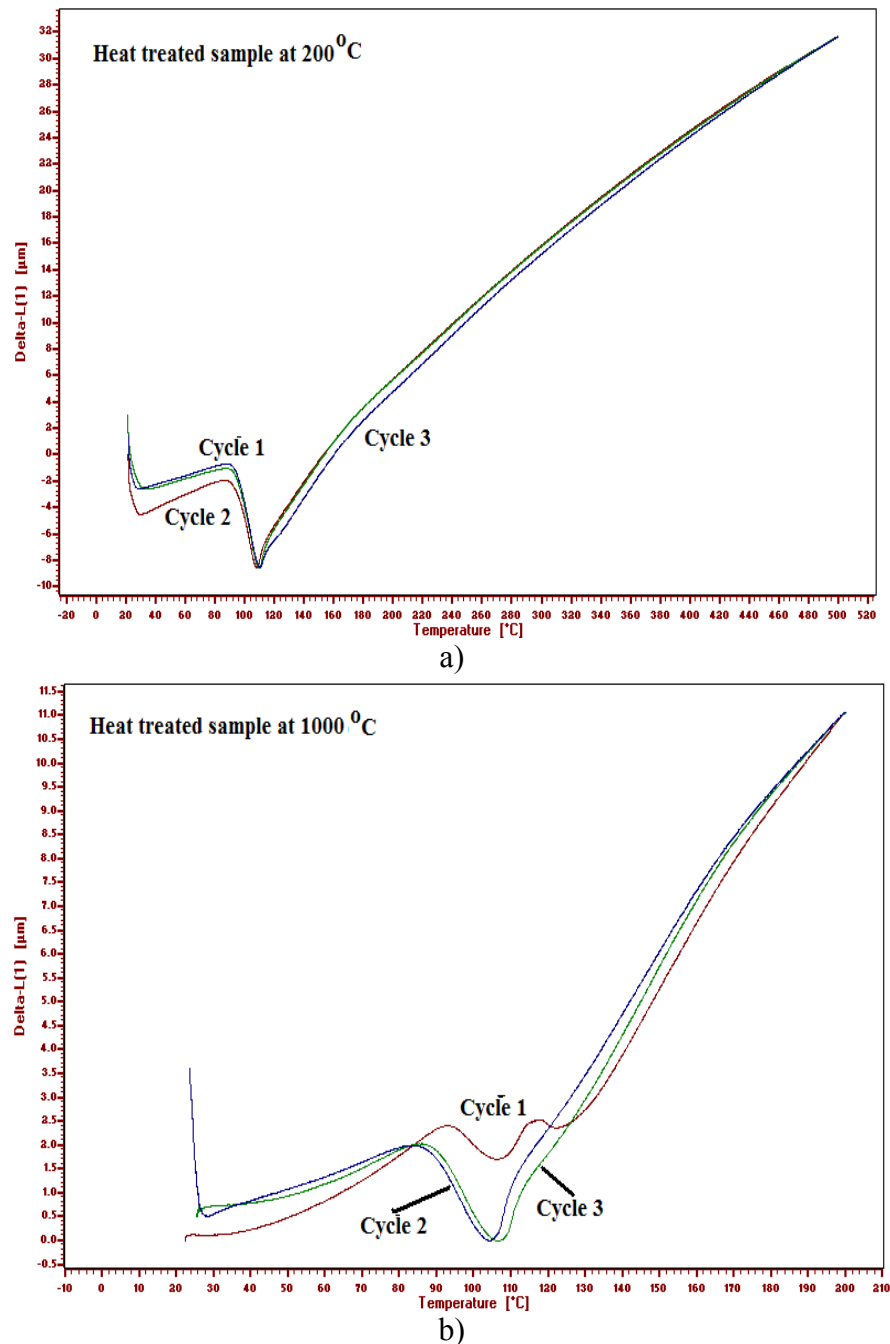 Heat treated sample at 200 °C
32
30
28
26
24
22
20
18
16
14
12
10
8
6
4
2
0
-2
-4
-6
-8
-10
Delta-L(1) [µm]
Cycle 1
Cycle 2
Cycle 3
-20 0 20 40 60 80 100 120 140 160 180 200 220 240 260 280 300 320 340 360 380 400 420 440 460 480 500 520
Temperature [°C]
a)
Heat treated sample at 1000 °C
11.5
11.0
10.5
10.0
9.5
9.0
8.5
8.0
7.5
7.0
6.5
6.0
5.5
5.0
4.5
4.0
3.5
3.0
2.5
2.0
1.5
1.0
0.5
0.0
-0.5
Delta-L(1) [µm]
Cycle 1
Cycle 2
Cycle 3
-10 0 10 20 30 40 50 60 70 80 90 100 110 120 130 140 150 160 170 180 190 200 210
Temperature [°C]
b)